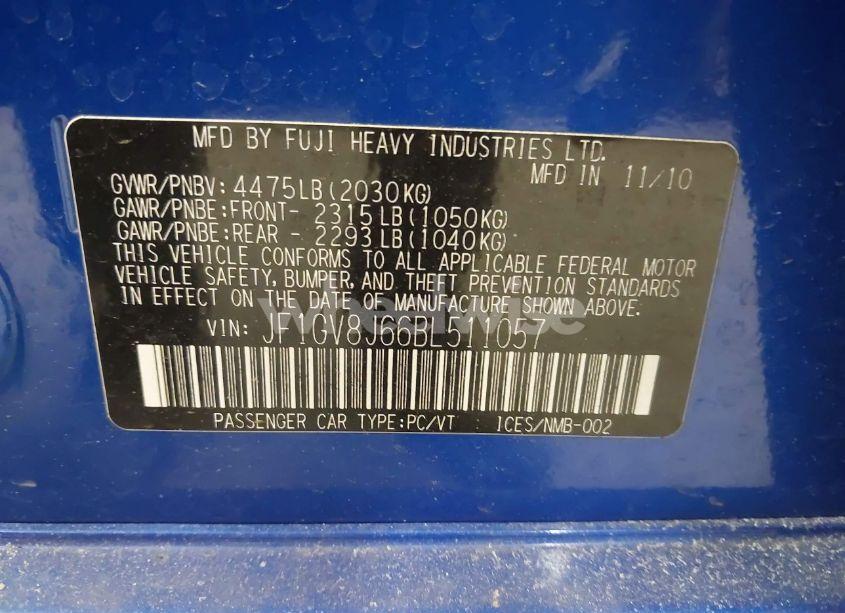 MFD BY FUJI HEAVY INDUSTRIES LTD.
MFD IN 11/10
GVWR/PNBV: 4475LB(2030KG)
GAWR/PNBE:FRONT- 2315LB(1050KG)
GAWR/PNBE:REAR - 2293LB(1040KG)
THIS VEHICLE CONFORMS TO ALL APPLICABLE FEDERAL MOTOR
VEHICLE SAFETY, BUMPER, AND THEFT PREVENTION STANDARDS
IN EFFECT ON THE DATE OF MANUFACTURE SHOWN ABOVE.
wheelwise
VIN: JF1GV8J66BL511057
PASSENGER CAR TYPE:PC/VT ICES/NMB-002